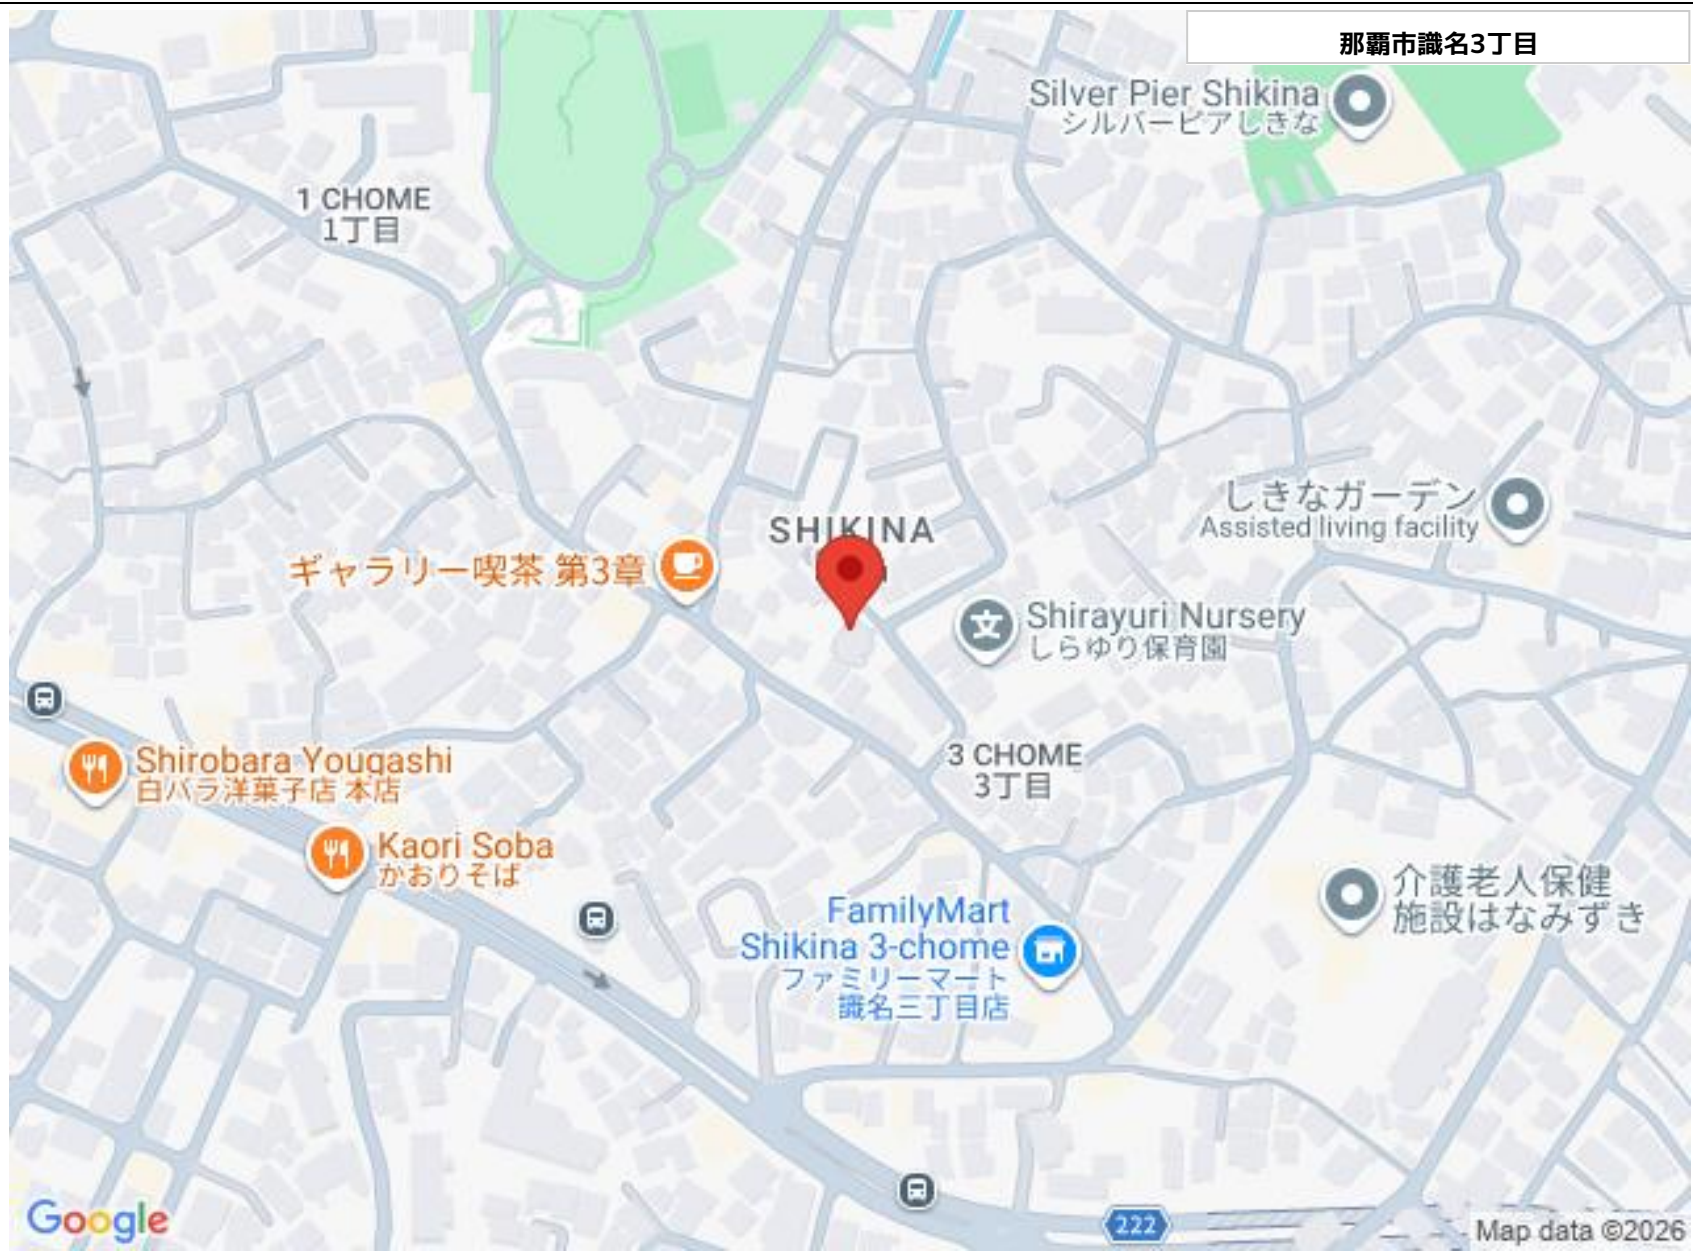 那覇市識名3丁目
Silver Pier Shikina
シルバーピアしきな
1 CHOME
1丁目
SHIKINA
しきなガーデン
Assisted living facility
ギャラリー喫茶 第3章
Shirayuri Nursery
しらゆり保育園
Shirobara Yougashi
白バラ洋菓子店 本店
3 CHOME
3丁目
Kaori Soba
かおりそば
介護老人保健
施設はなみずき
FamilyMart
Shikina 3-chome
ファミリーマート
識名三丁目店
222
Google
Map data ©2026